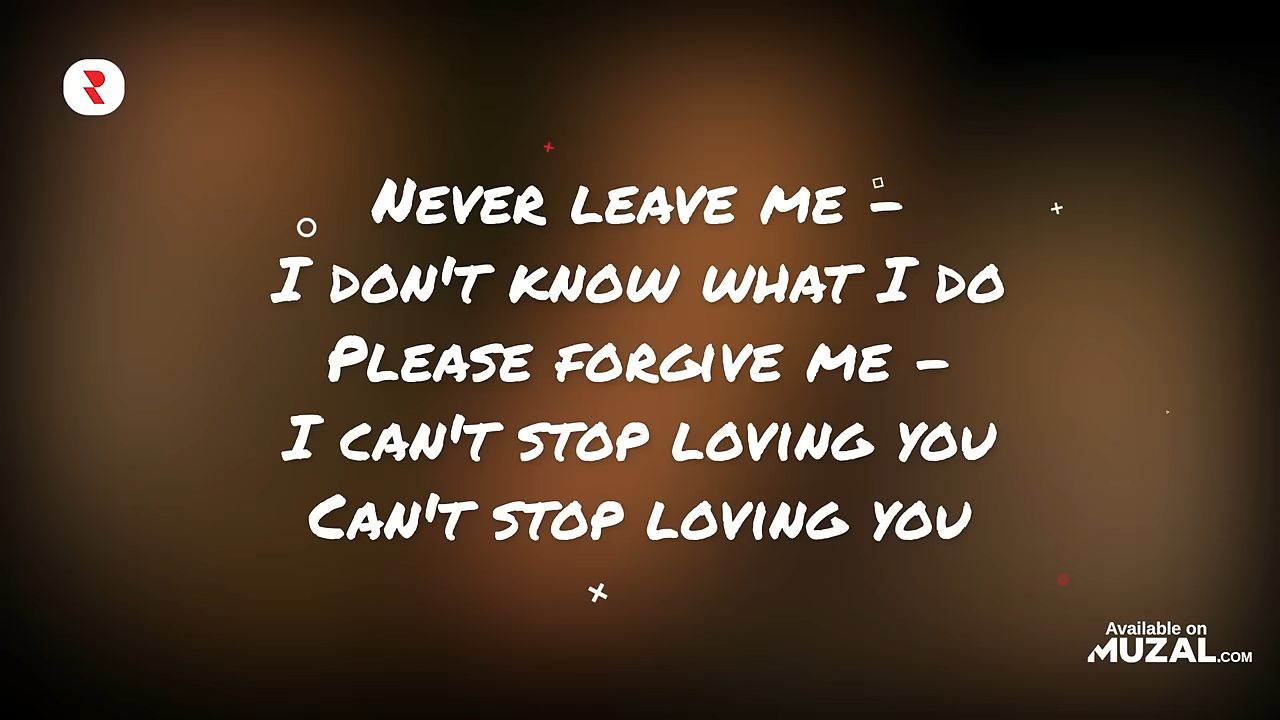 Never leave me -
I don't know what I do
Please forgive me -
I can't stop loving you
Can't stop loving you
Available on
MUZAL.COM